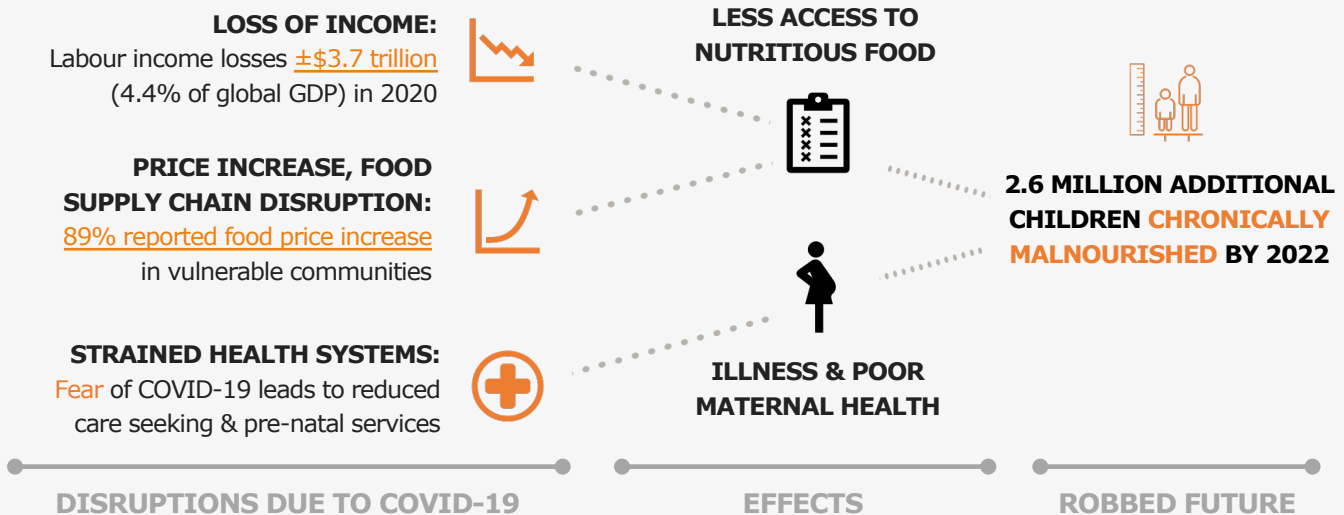 LOSS OF INCOME:
Labour income losses ±$3.7 trillion
(4.4% of global GDP) in 2020
PRICE INCREASE, FOOD
SUPPLY CHAIN DISRUPTION:
89% reported food price increase
in vulnerable communities
STRAINED HEALTH SYSTEMS:
Fear of COVID-19 leads to reduced
care seeking & pre-natal services
LESS ACCESS TO
NUTRITIOUS FOOD
ILLNESS & POOR
MATERNAL HEALTH
2.6 MILLION ADDITIONAL
CHILDREN CHRONICALLY
MALNOURISHED BY 2022
DISRUPTIONS DUE TO COVID-19
EFFECTS
ROBBED FUTURE